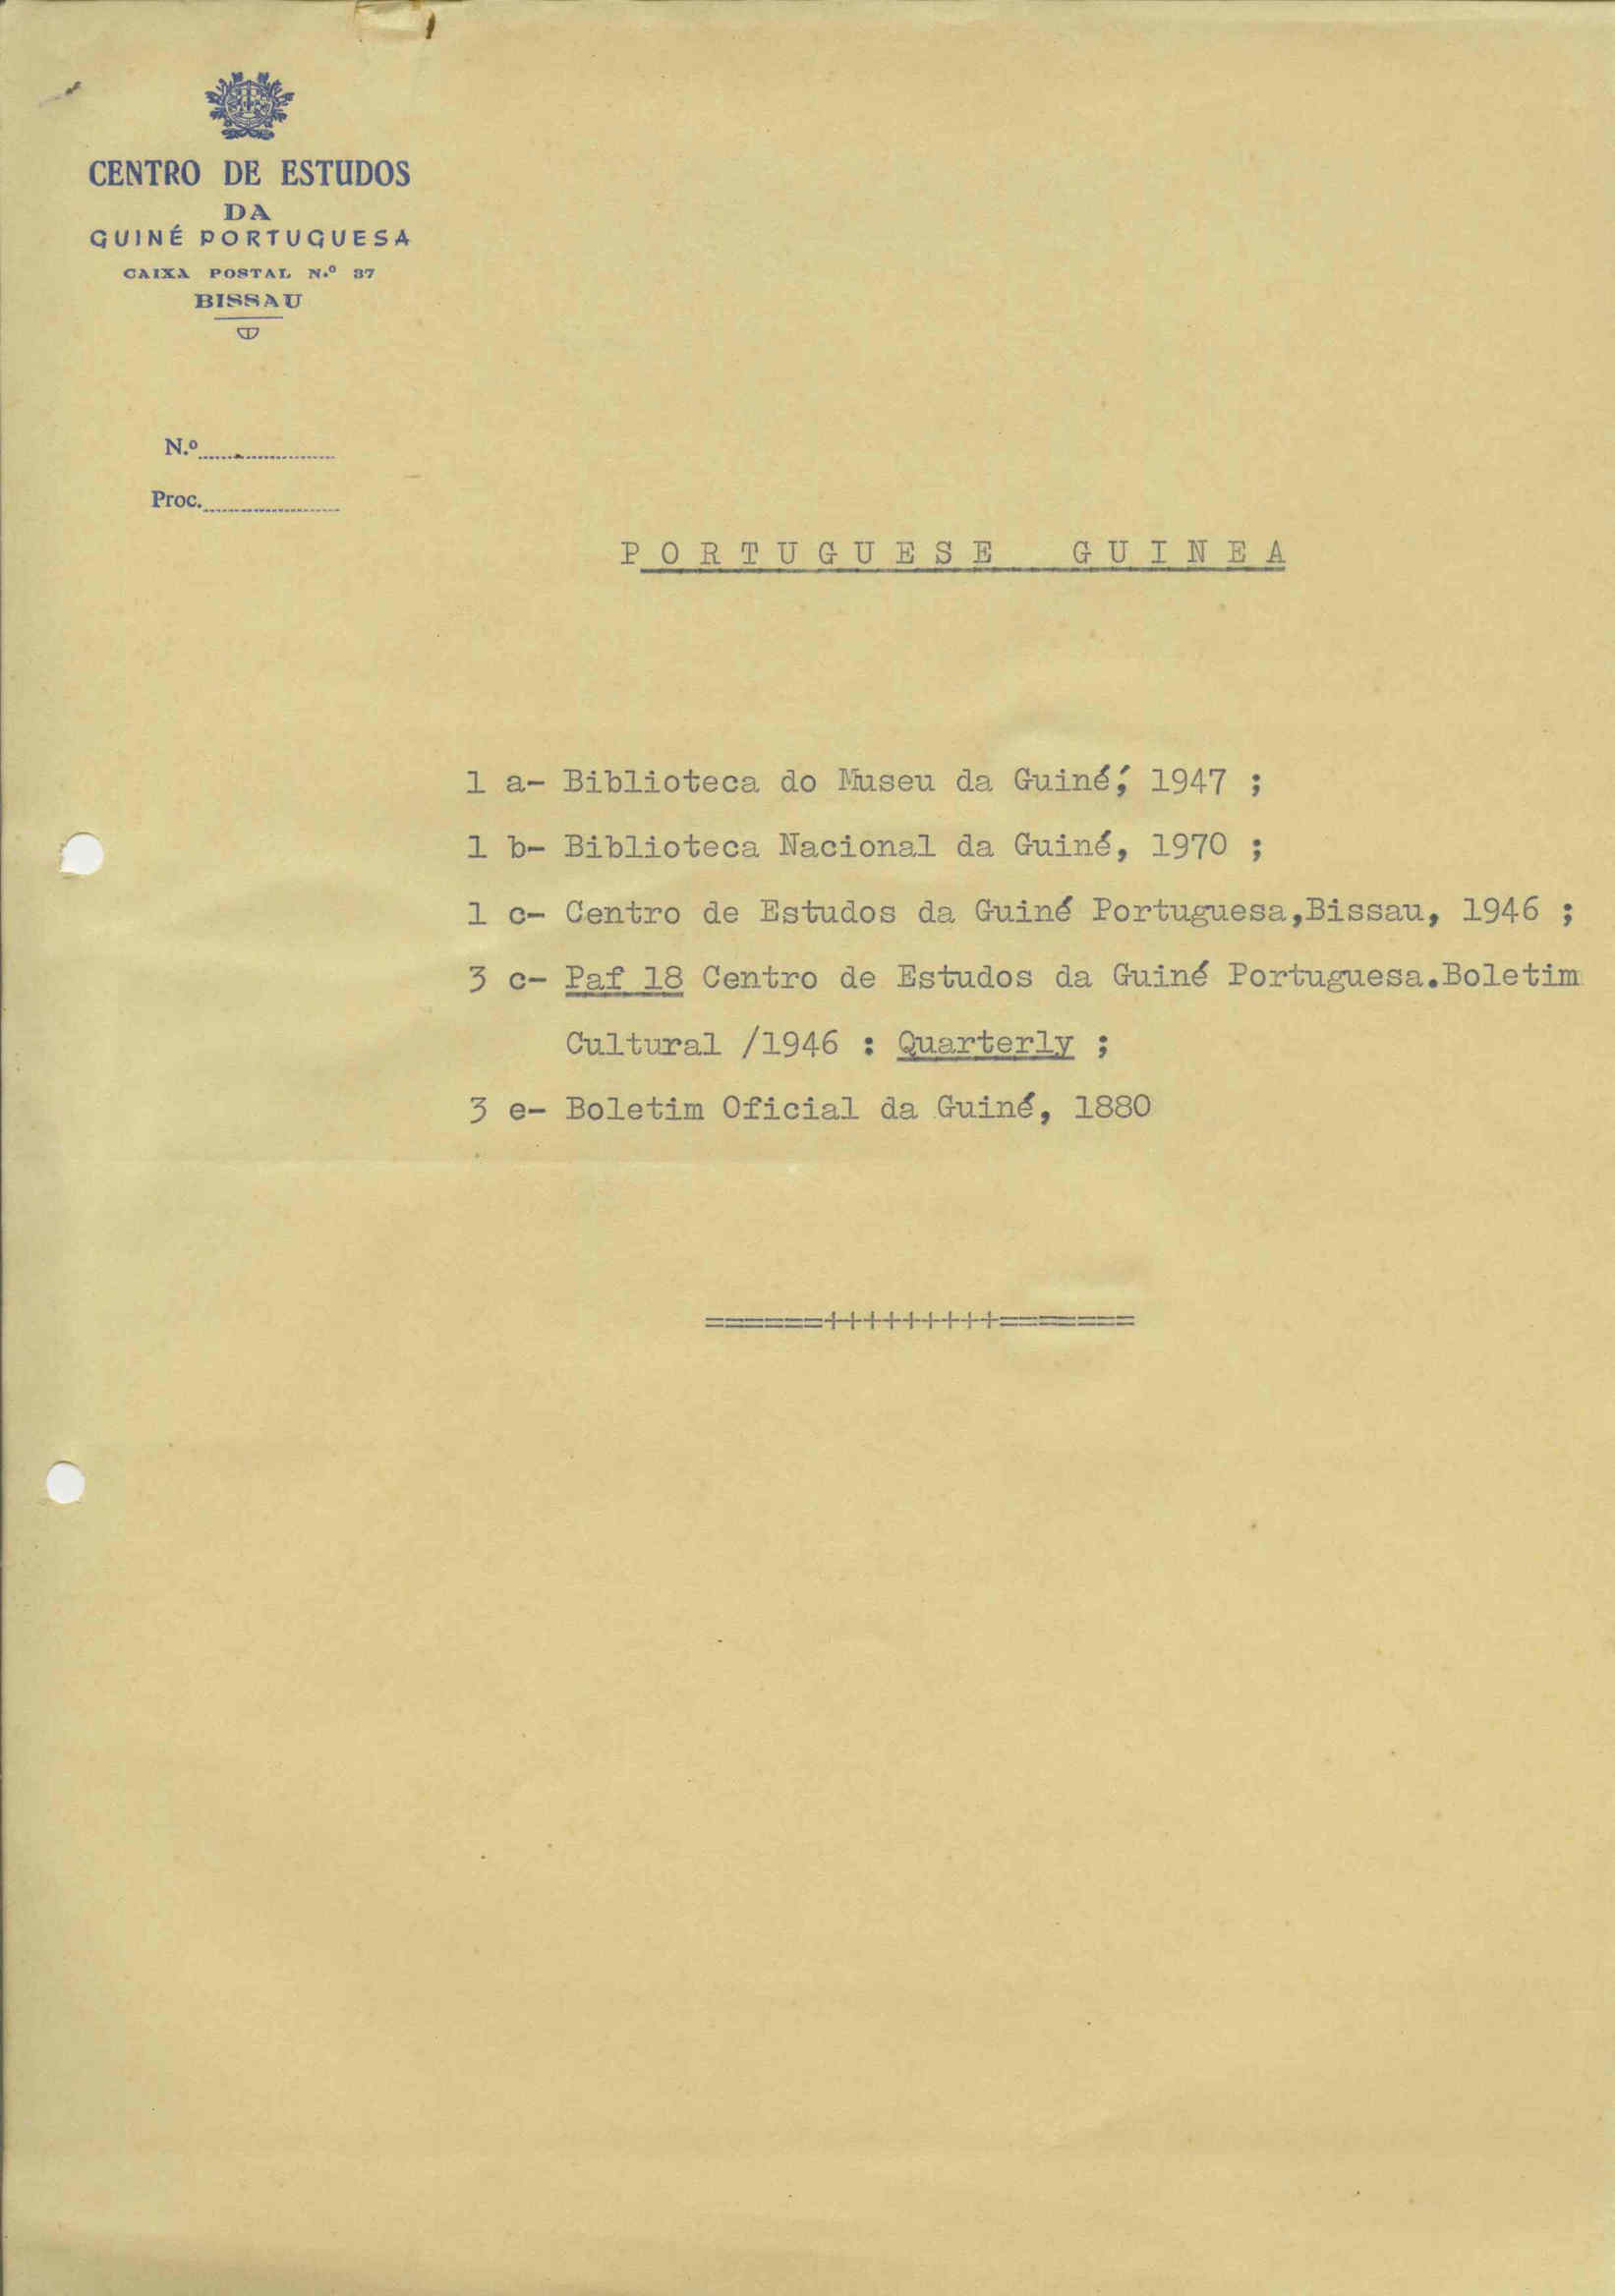 CENTRO DE ESTUDOS
DA
GUINÉ PORTUGUESA
CAIXA POSTAL N.º 37
BISSAU
N.º
Proc.
PORTUGUESE GUINEA
1 a- Biblioteca do Museu da Guiné, 1947 ;
1 b- Biblioteca Nacional da Guiné, 1970 ;
1 c- Centro de Estudos da Guiné Portuguesa,Bissau, 1946 ;
3 c- Paf 18 Centro de Estudos da Guiné Portuguesa.Boletim
Cultural /1946 : Quarterly ;
3 e- Boletim Oficial da Guiné, 1880
======+++++++++=======